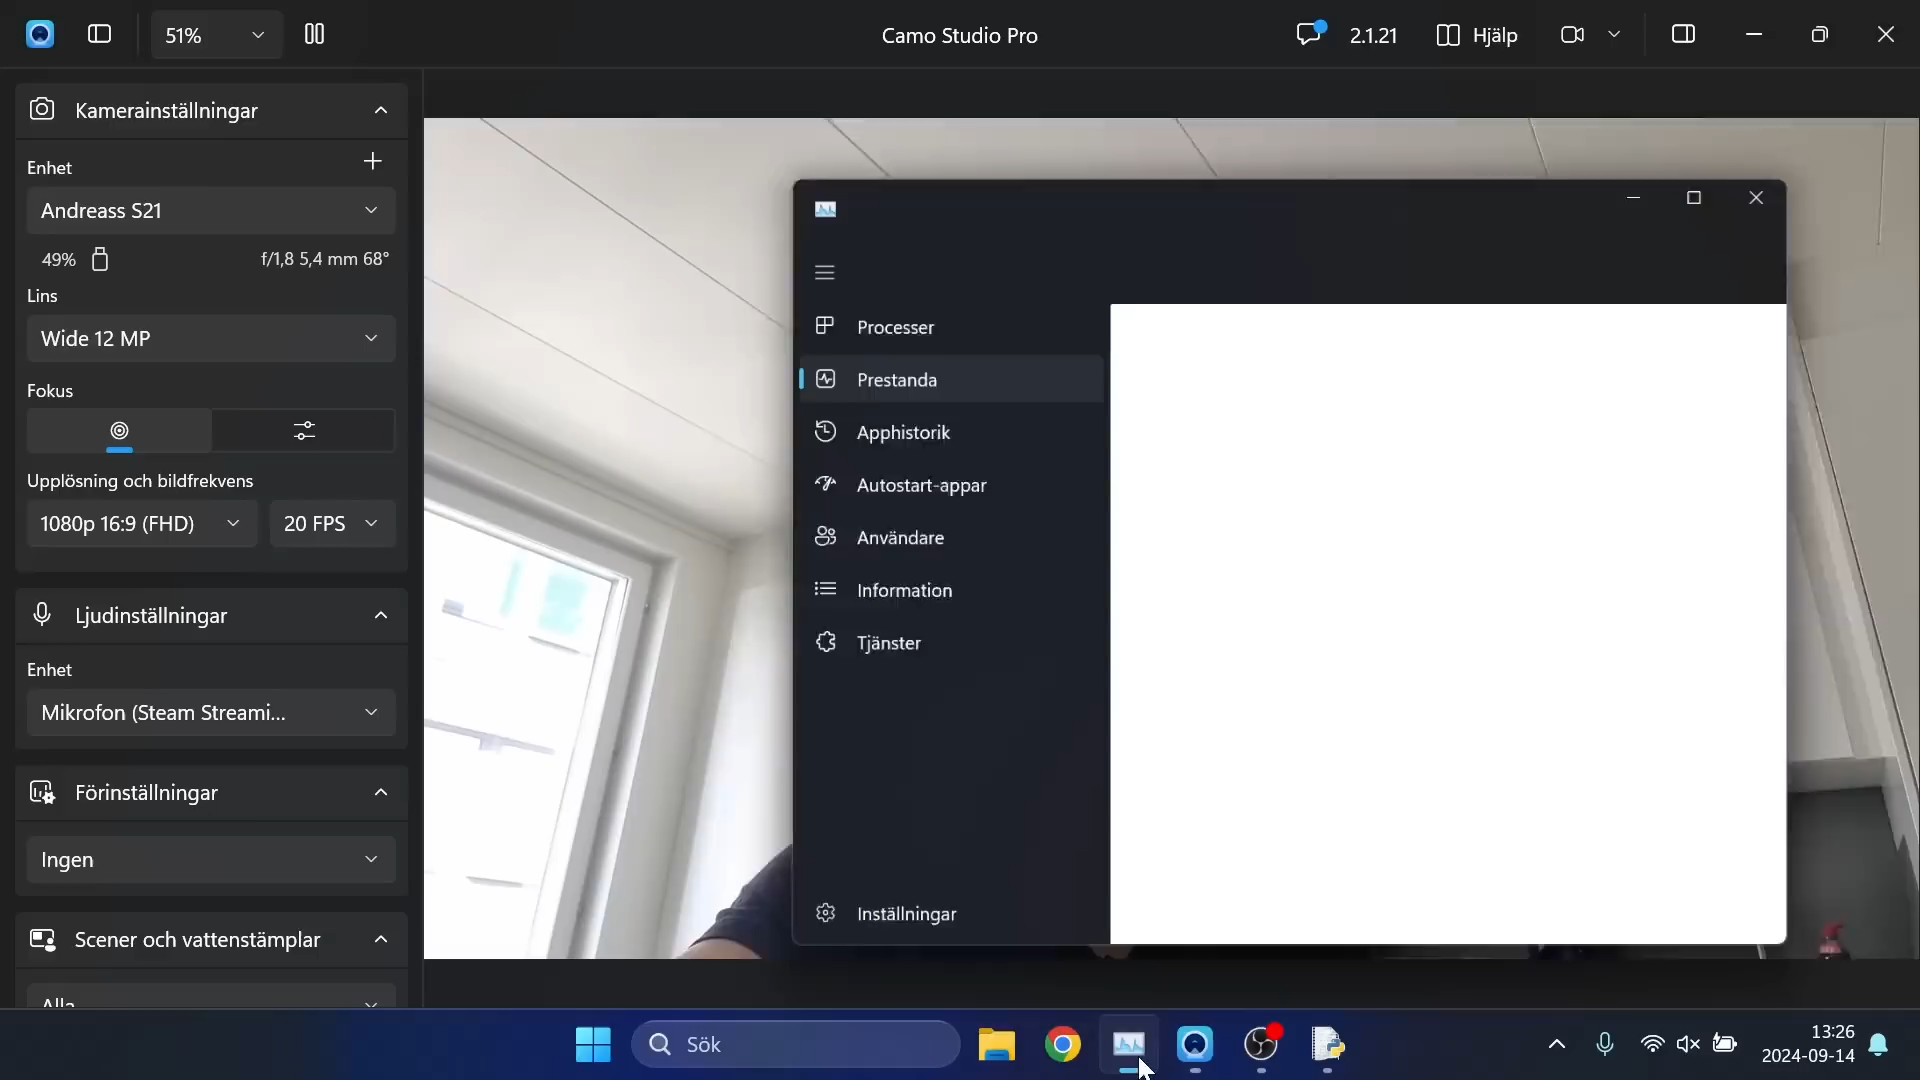 51%
Camo Studio Pro
2.1.21
Hjälp
Kamerainställningar
Enhet
Andreass S21
49%
f/1,8 5,4 mm 68°
Lins
Wide 12 MP
Fokus
Upplösning och bildfrekvens
1080p 16:9 (FHD)
20 FPS
Ljudinställningar
Enhet
Mikrofon (Steam Streami...
Förinställningar
Ingen
Scener och vattenstämplar
Alla
Processer
Prestanda
Apphistorik
Autostart-appar
Användare
Information
Tjänster
Inställningar
Sök
13:26
2024-09-14